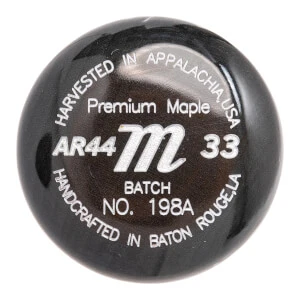 HARVESTED IN APPALACHIA, USA
Premium Maple
AR44 m 33
BATCH
NO. 198A
HANDCRAFTED IN BATON ROUGE, LA